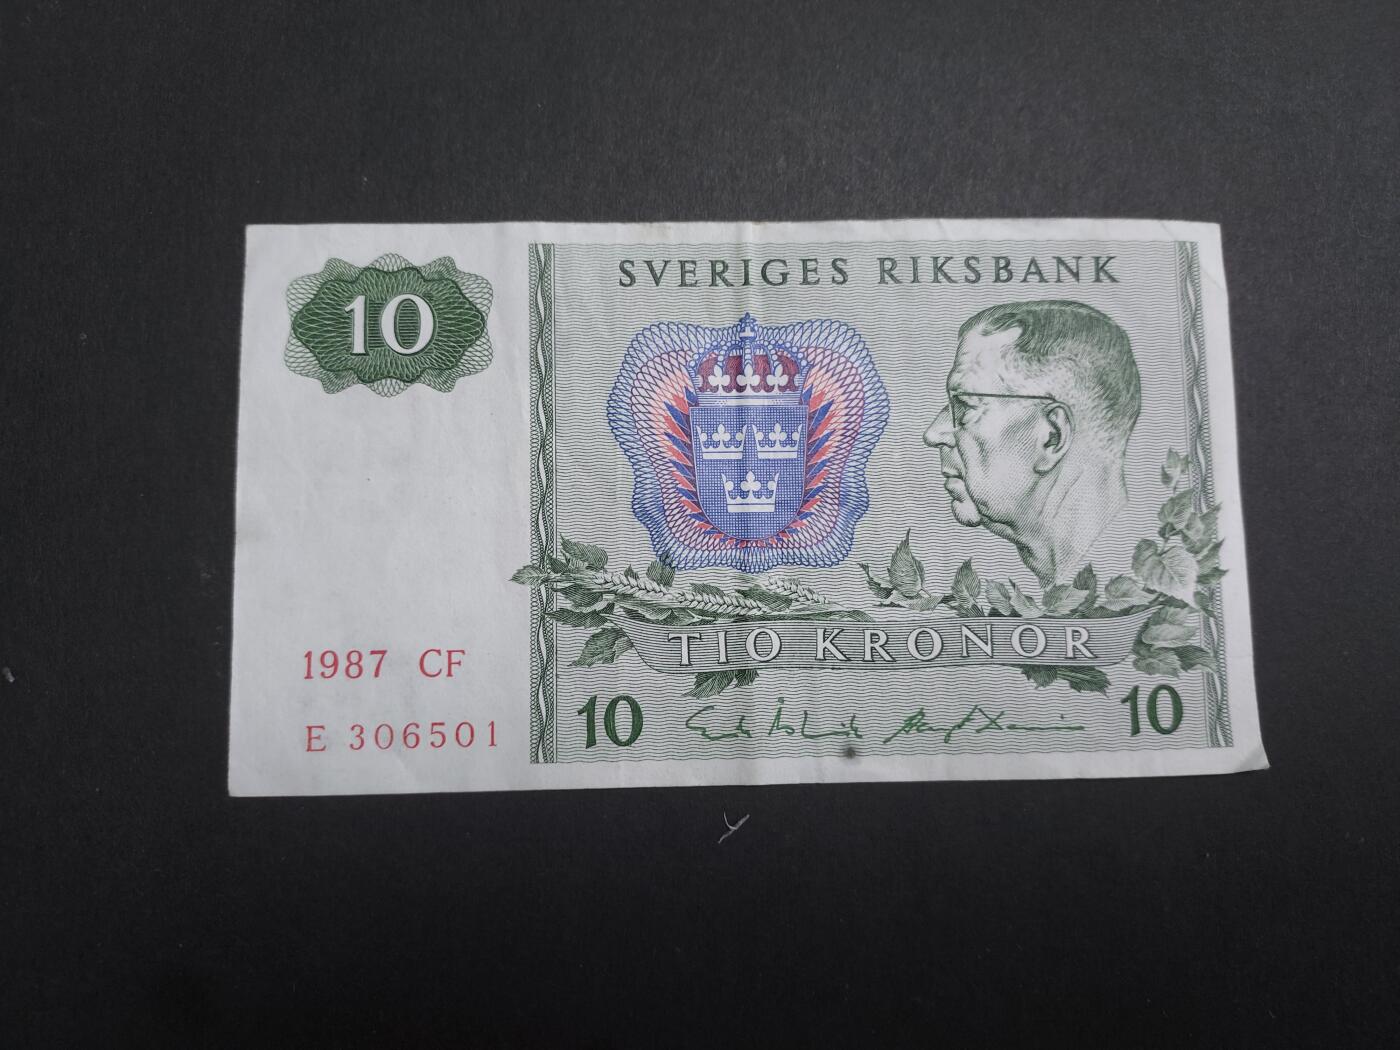 10
SVERIGES RIKSBANK
TIO KRONOR
1987 CF
E 306501
10
10